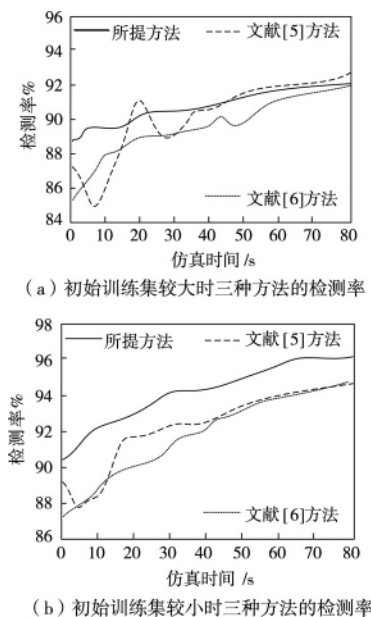 96
94
92
90
88
86
84
所提方法
文献[5]方法
文献[6]方法
检测率%
0 10 20 30 40 50 60 70 80
仿真时间 /s
（a）初始训练集较大时三种方法的检测率
98
96
94
92
90
88
86
所提方法
文献[5]方法
文献[6]方法
检测率%
0 10 20 30 40 50 60 70 80
仿真时间 /s
（b）初始训练集较小时三种方法的检测率